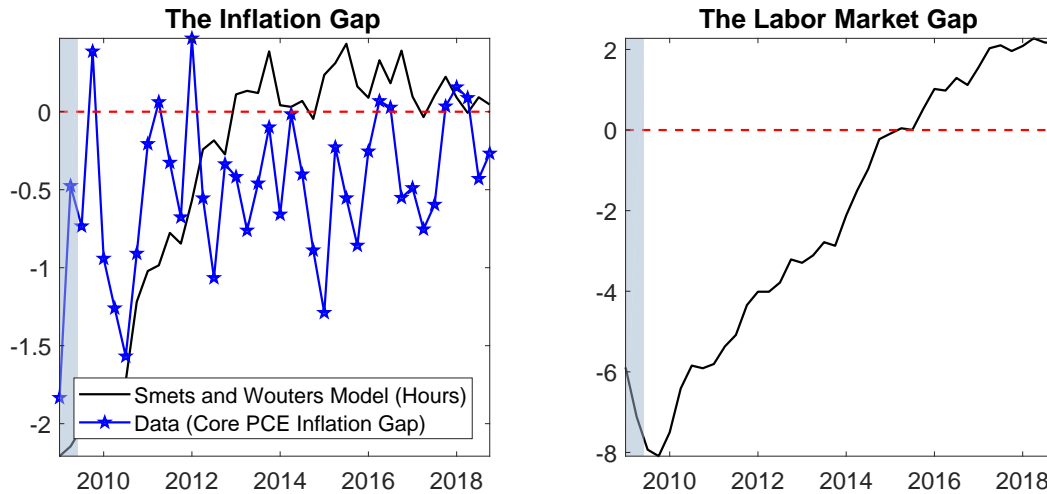 The Inflation Gap
0
-0.5
-1
-1.5
-2
Smets and Wouters Model (Hours)
Data (Core PCE Inflation Gap)
2010 2012 2014 2016 2018
The Labor Market Gap
2
0
-2
-4
-6
-8
2010 2012 2014 2016 2018